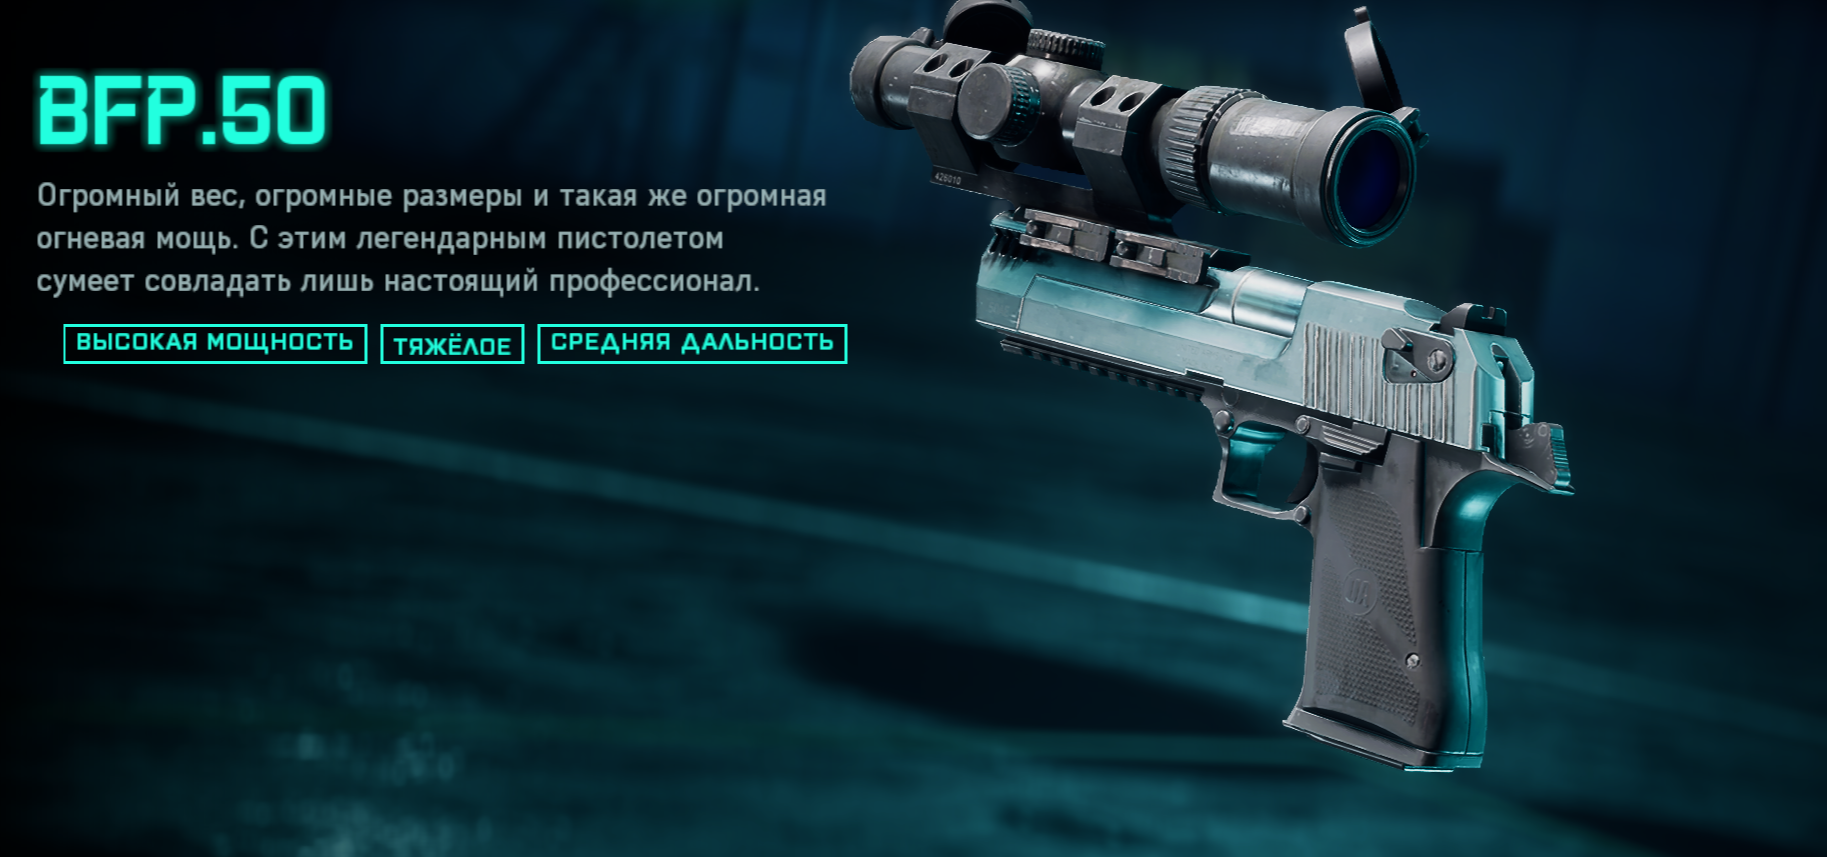 BFP.50
Огромный вес, огромные размеры и такая же огромная
огневая мощь. С этим легендарным пистолетом
сумеет совладать лишь настоящий профессионал.
ВЫСОКАЯ МОЩНОСТЬ ТЯЖЁЛОЕ СРЕДНЯЯ ДАЛЬНОСТЬ
426010